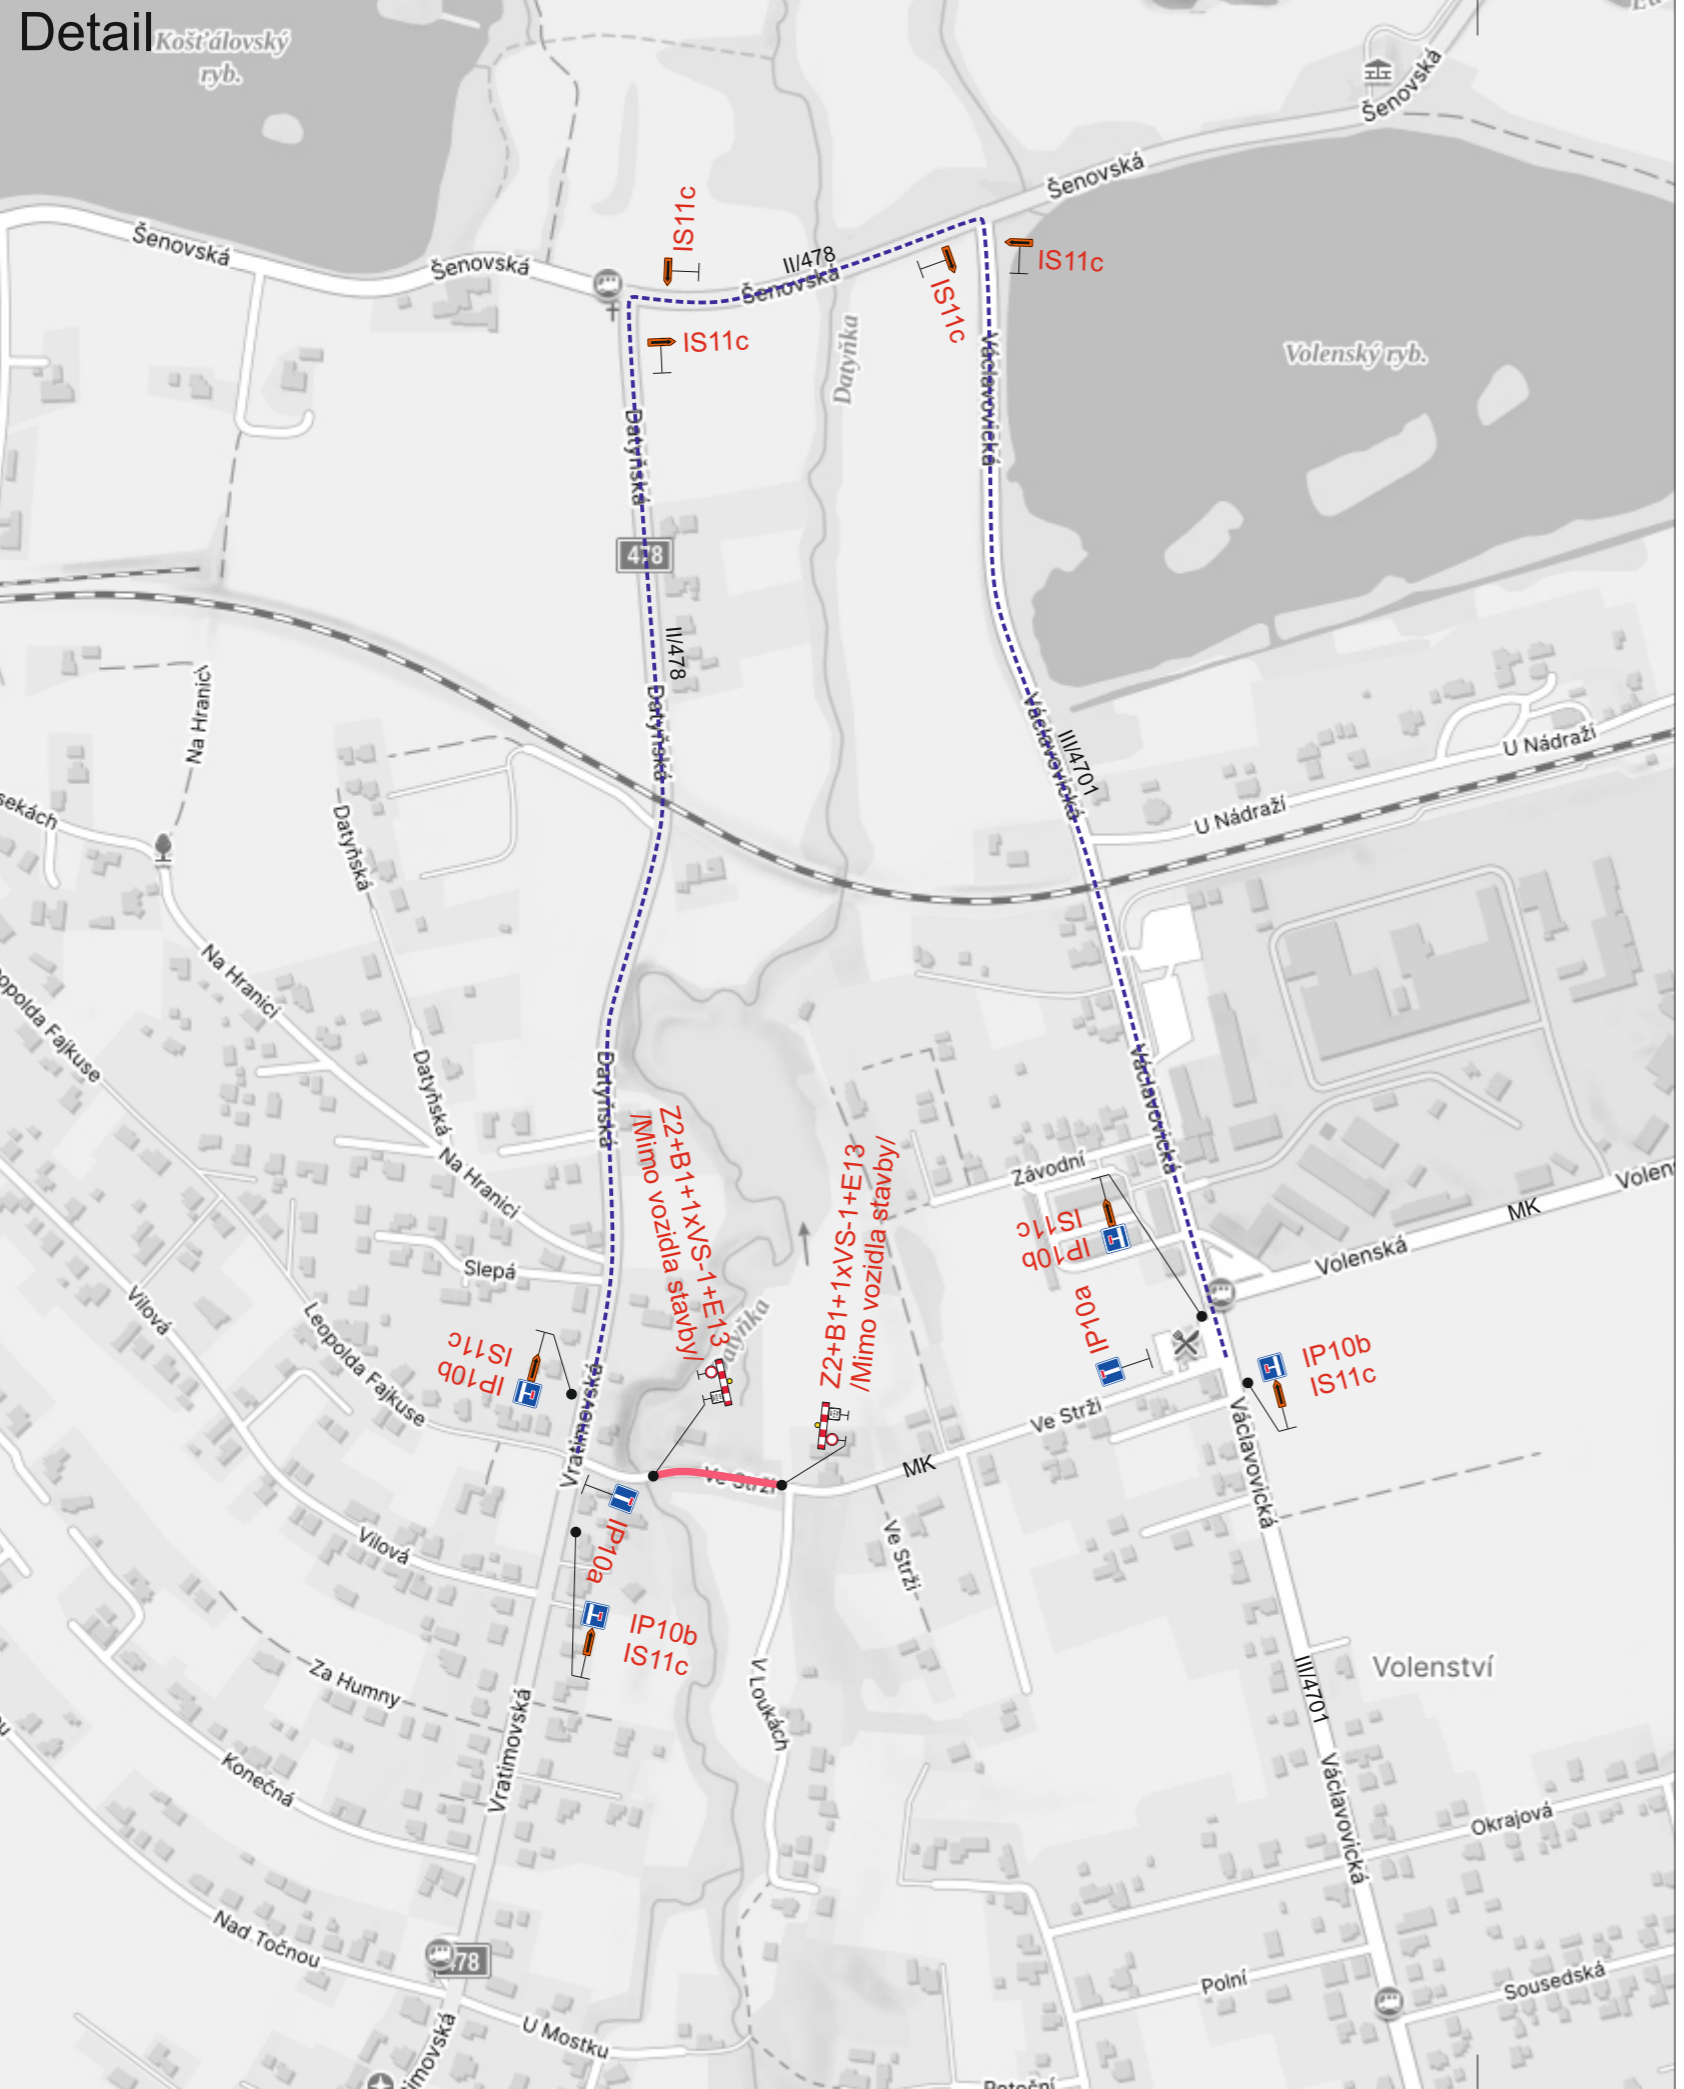 Detail
Košťálovský
ryb.
Šenovská
Šenovská
Šenovská
Šenovská
II/478
Šenovská
IS11c
IS11c
IS11c
IS11c
Datyňka
Volenský ryb.
Datyňská
Václavovická
478
II/478
Datyňská
Na Hranici
Václavovická
III/4701
U Nádraží
U Nádraží
Datyňská
Na Hranici
Leopolda Fajkuse
Datyňská
Datyňská
Václavovická
Na Hranici
Z2+B1+1xVS-1+E13
/Mimo vozidla stavby/
Z2+B1+1xVS-1+E13
/Mimo vozidla stavby/
Závodní
IS11c
IP10b
MK
Volenská
Slepá
Vilová
Leopolda Fajkuse
IS11c
IP10b
IP10a
IP10b
IS11c
Vratimovská
Ve Strži
Ve Strži
MK
Václavovická
IP10a
Vilová
Ve Strži
IP10b
IS11c
Za Humny
V Loukách
Volenství
III/4701
Vratimovská
Konečná
Václavovická
Okrajová
Nad Točnou
478
Polní
Sousedská
U Mostku